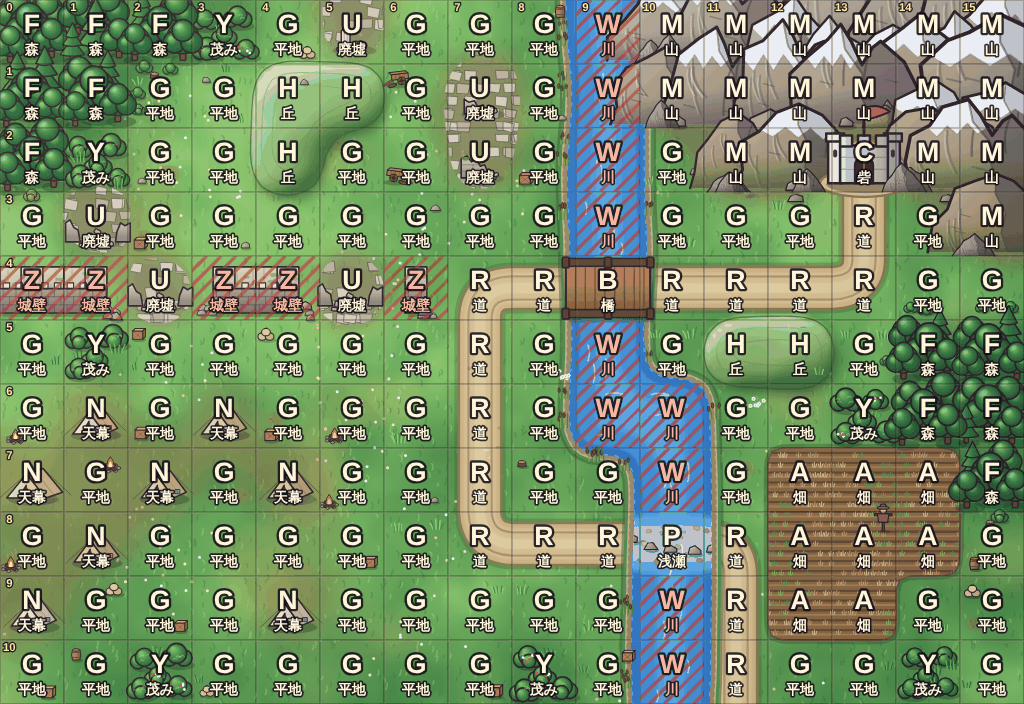 0 1 2 3 4 5 6 7 8 9 10 11 12 13 14 15
F F F Y G U G G G W M M M M M M
森 森 森 茂み 平地 廃墟 平地 平地 平地 川 山 山 山 山 山 山
1
F F G G H H G U G W M M M M M M
森 森 平地 平地 丘 丘 平地 廃墟 平地 川 山 山 山 山 山 山
2
F Y G G H G G U G W G M M C M M
森 茂み 平地 平地 丘 平地 平地 廃墟 平地 川 平地 山 山 砦 山 山
3
G U G G G G G G G W G G G R G M
平地 廃墟 平地 平地 平地 平地 平地 平地 平地 川 平地 平地 平地 道 平地 山
4
Z Z U Z Z U Z R R B R R R R G G
城壁 城壁 廃墟 城壁 城壁 廃墟 城壁 道 道 橋 道 道 道 道 平地 平地
5
G Y G G G G G R G W G H H G F F
平地 茂み 平地 平地 平地 平地 平地 道 平地 川 平地 丘 丘 平地 森 森
6
G N G N G G G R G W W G G Y F F
平地 天幕 平地 天幕 平地 平地 平地 道 平地 川 川 平地 平地 茂み 森 森
7
N G N G N G G R G G W G A A A F
天幕 平地 天幕 平地 天幕 平地 平地 道 平地 平地 川 平地 畑 畑 畑 森
8
G N G G G G G R R R P R A A A G
平地 天幕 平地 平地 平地 平地 平地 道 道 道 浅瀬 道 畑 畑 畑 平地
9
N G G G N G G G G G W R A A G G
天幕 平地 平地 平地 天幕 平地 平地 平地 平地 平地 川 道 畑 畑 平地 平地
10
G G Y G G G G G Y G W R G G Y G
平地 平地 茂み 平地 平地 平地 平地 平地 茂み 平地 川 道 平地 平地 茂み 平地